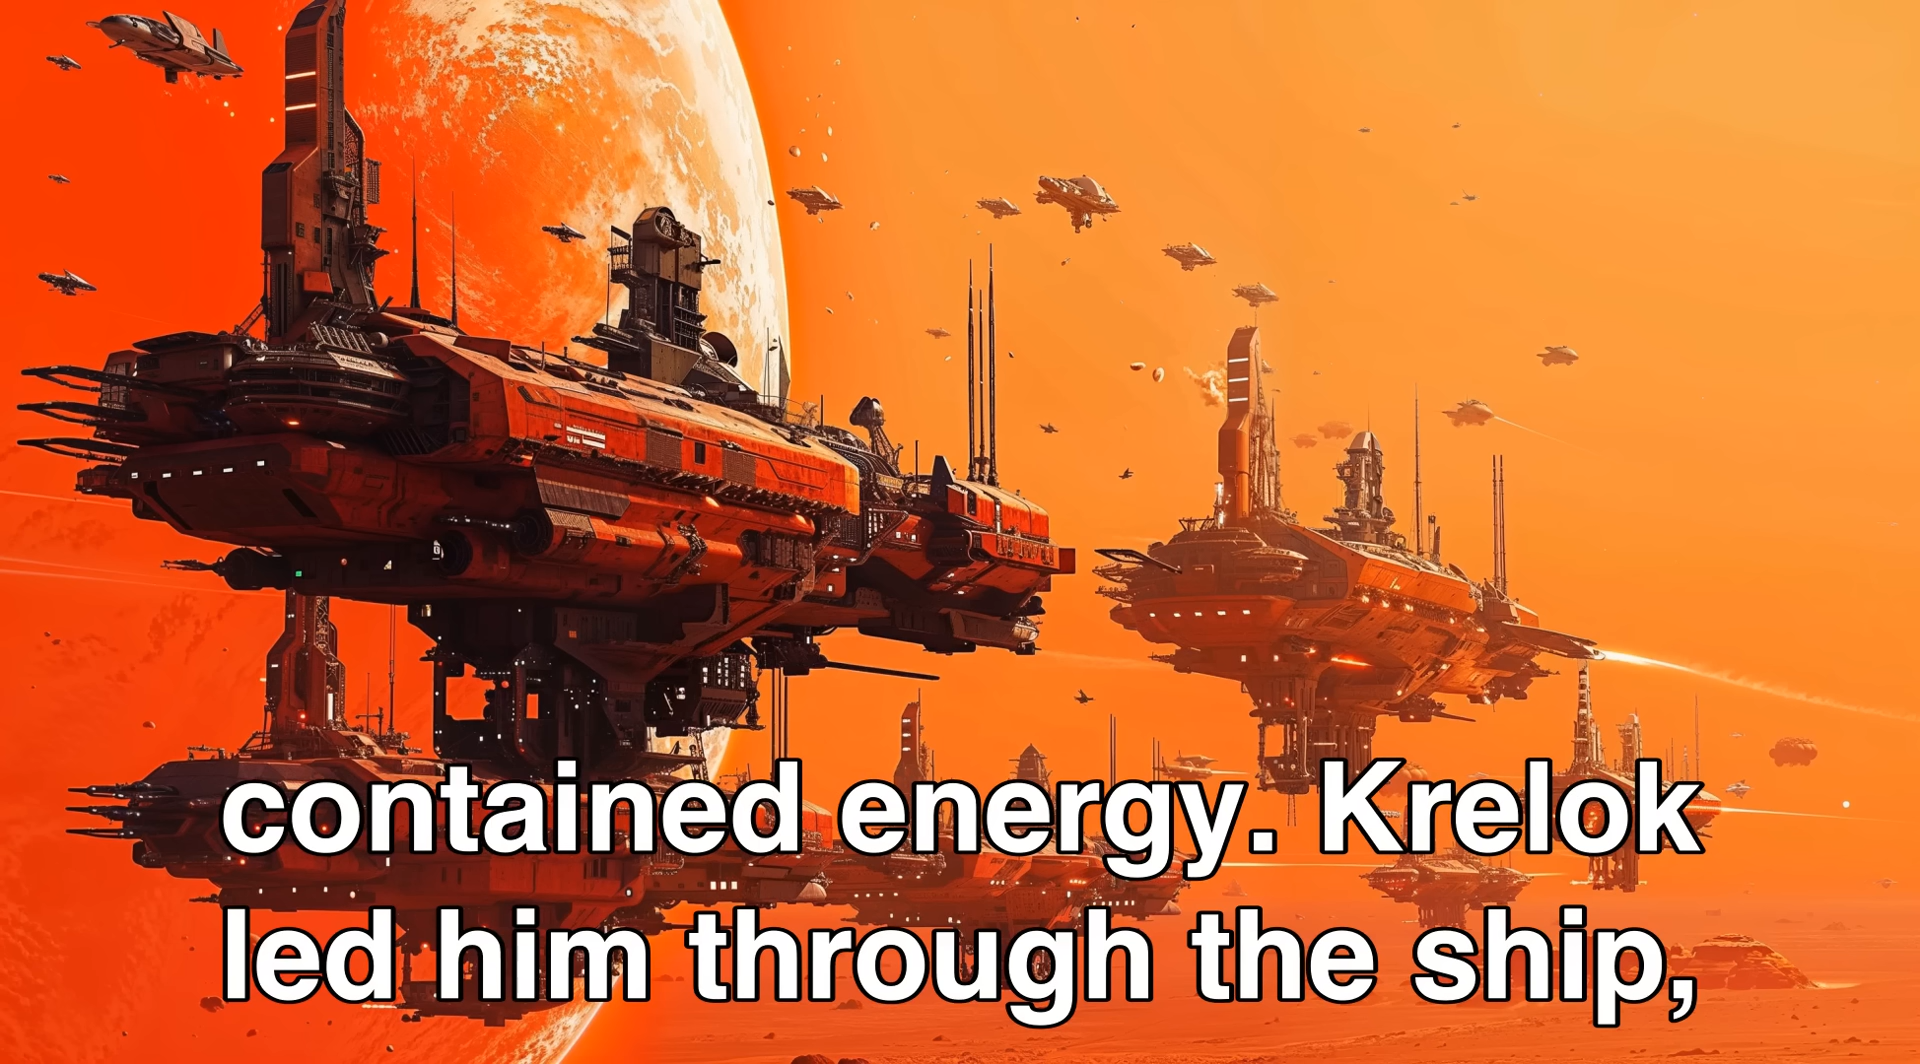 contained energy. Krelok
led him through the ship,